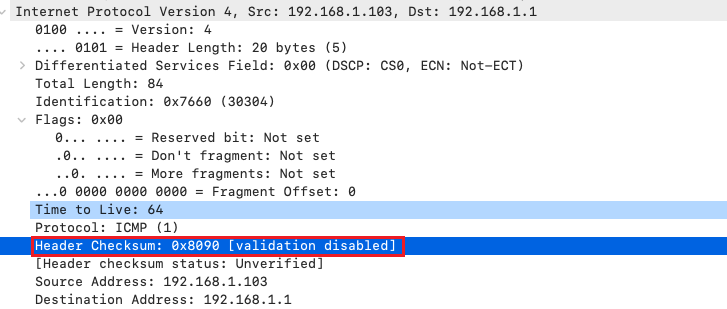 Internet Protocol Version 4, Src: 192.168.1.103, Dst: 192.168.1.1
0100 .... = Version: 4
.... 0101 = Header Length: 20 bytes (5)
Differentiated Services Field: 0x00 (DSCP: CS0, ECN: Not-ECT)
Total Length: 84
Identification: 0x7660 (30304)
Flags: 0x00
0... .... = Reserved bit: Not set
.0.. .... = Don't fragment: Not set
..0. .... = More fragments: Not set
...0 0000 0000 0000 = Fragment Offset: 0
Time to Live: 64
Protocol: ICMP (1)
Header Checksum: 0x8090 [validation disabled]
[Header checksum status: Unverified]
Source Address: 192.168.1.103
Destination Address: 192.168.1.1